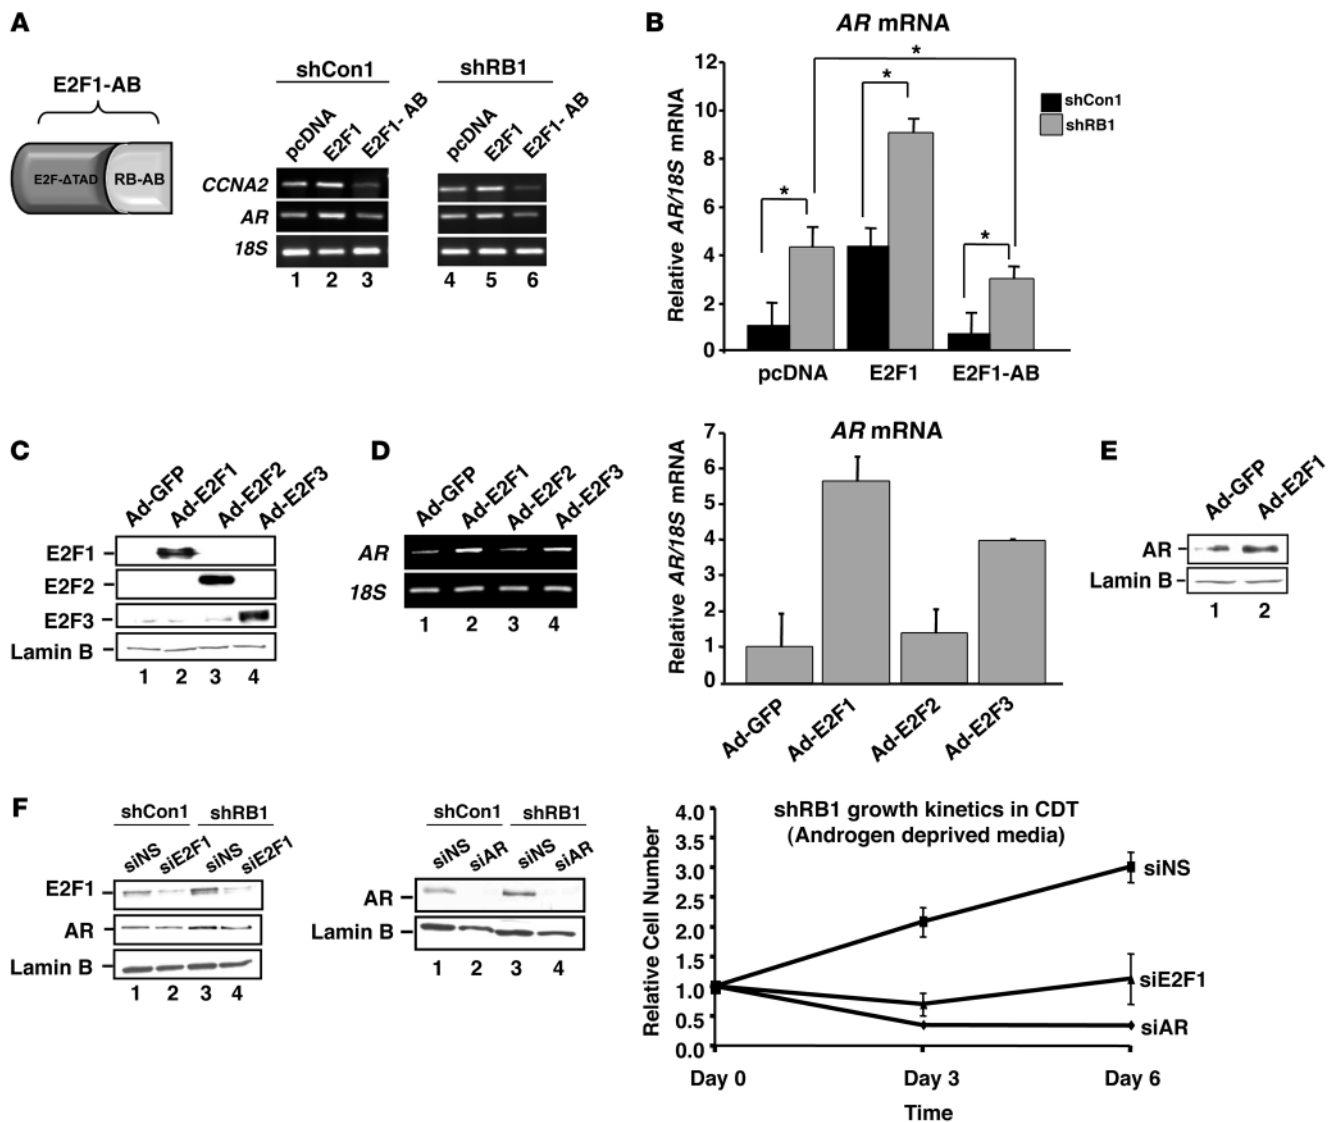 A
E2F1-AB
E2F-ΔTAD RB-AB
shCon1 shRB1
pcDNA E2F1 E2F1- AB pcDNA E2F1 E2F1- AB
CCNA2
AR
18S
1 2 3 4 5 6
B
AR mRNA
Relative AR/18S mRNA
12
10
8
6
4
2
0
* * * *
shCon1
shRB1
pcDNA E2F1 E2F1-AB
C
Ad-GFP Ad-E2F1 Ad-E2F2 Ad-E2F3
E2F1
E2F2
E2F3
Lamin B
1 2 3 4
D
Ad-GFP Ad-E2F1 Ad-E2F2 Ad-E2F3
AR
18S
1 2 3 4
AR mRNA
Relative AR/18S mRNA
7
6
5
4
3
2
1
0
Ad-GFP Ad-E2F1 Ad-E2F2 Ad-E2F3
E
Ad-GFP Ad-E2F1
AR
Lamin B
1 2
F
shCon1 shRB1
siNS siE2F1 siNS siE2F1
E2F1
AR
Lamin B
1 2 3 4
shCon1 shRB1
siNS siAR siNS siAR
AR
Lamin B
1 2 3 4
shRB1 growth kinetics in CDT
(Androgen deprived media)
Relative Cell Number
4.0
3.5
3.0
2.5
2.0
1.5
1.0
0.5
0.0
siNS
siE2F1
siAR
Day 0 Day 3 Day 6
Time